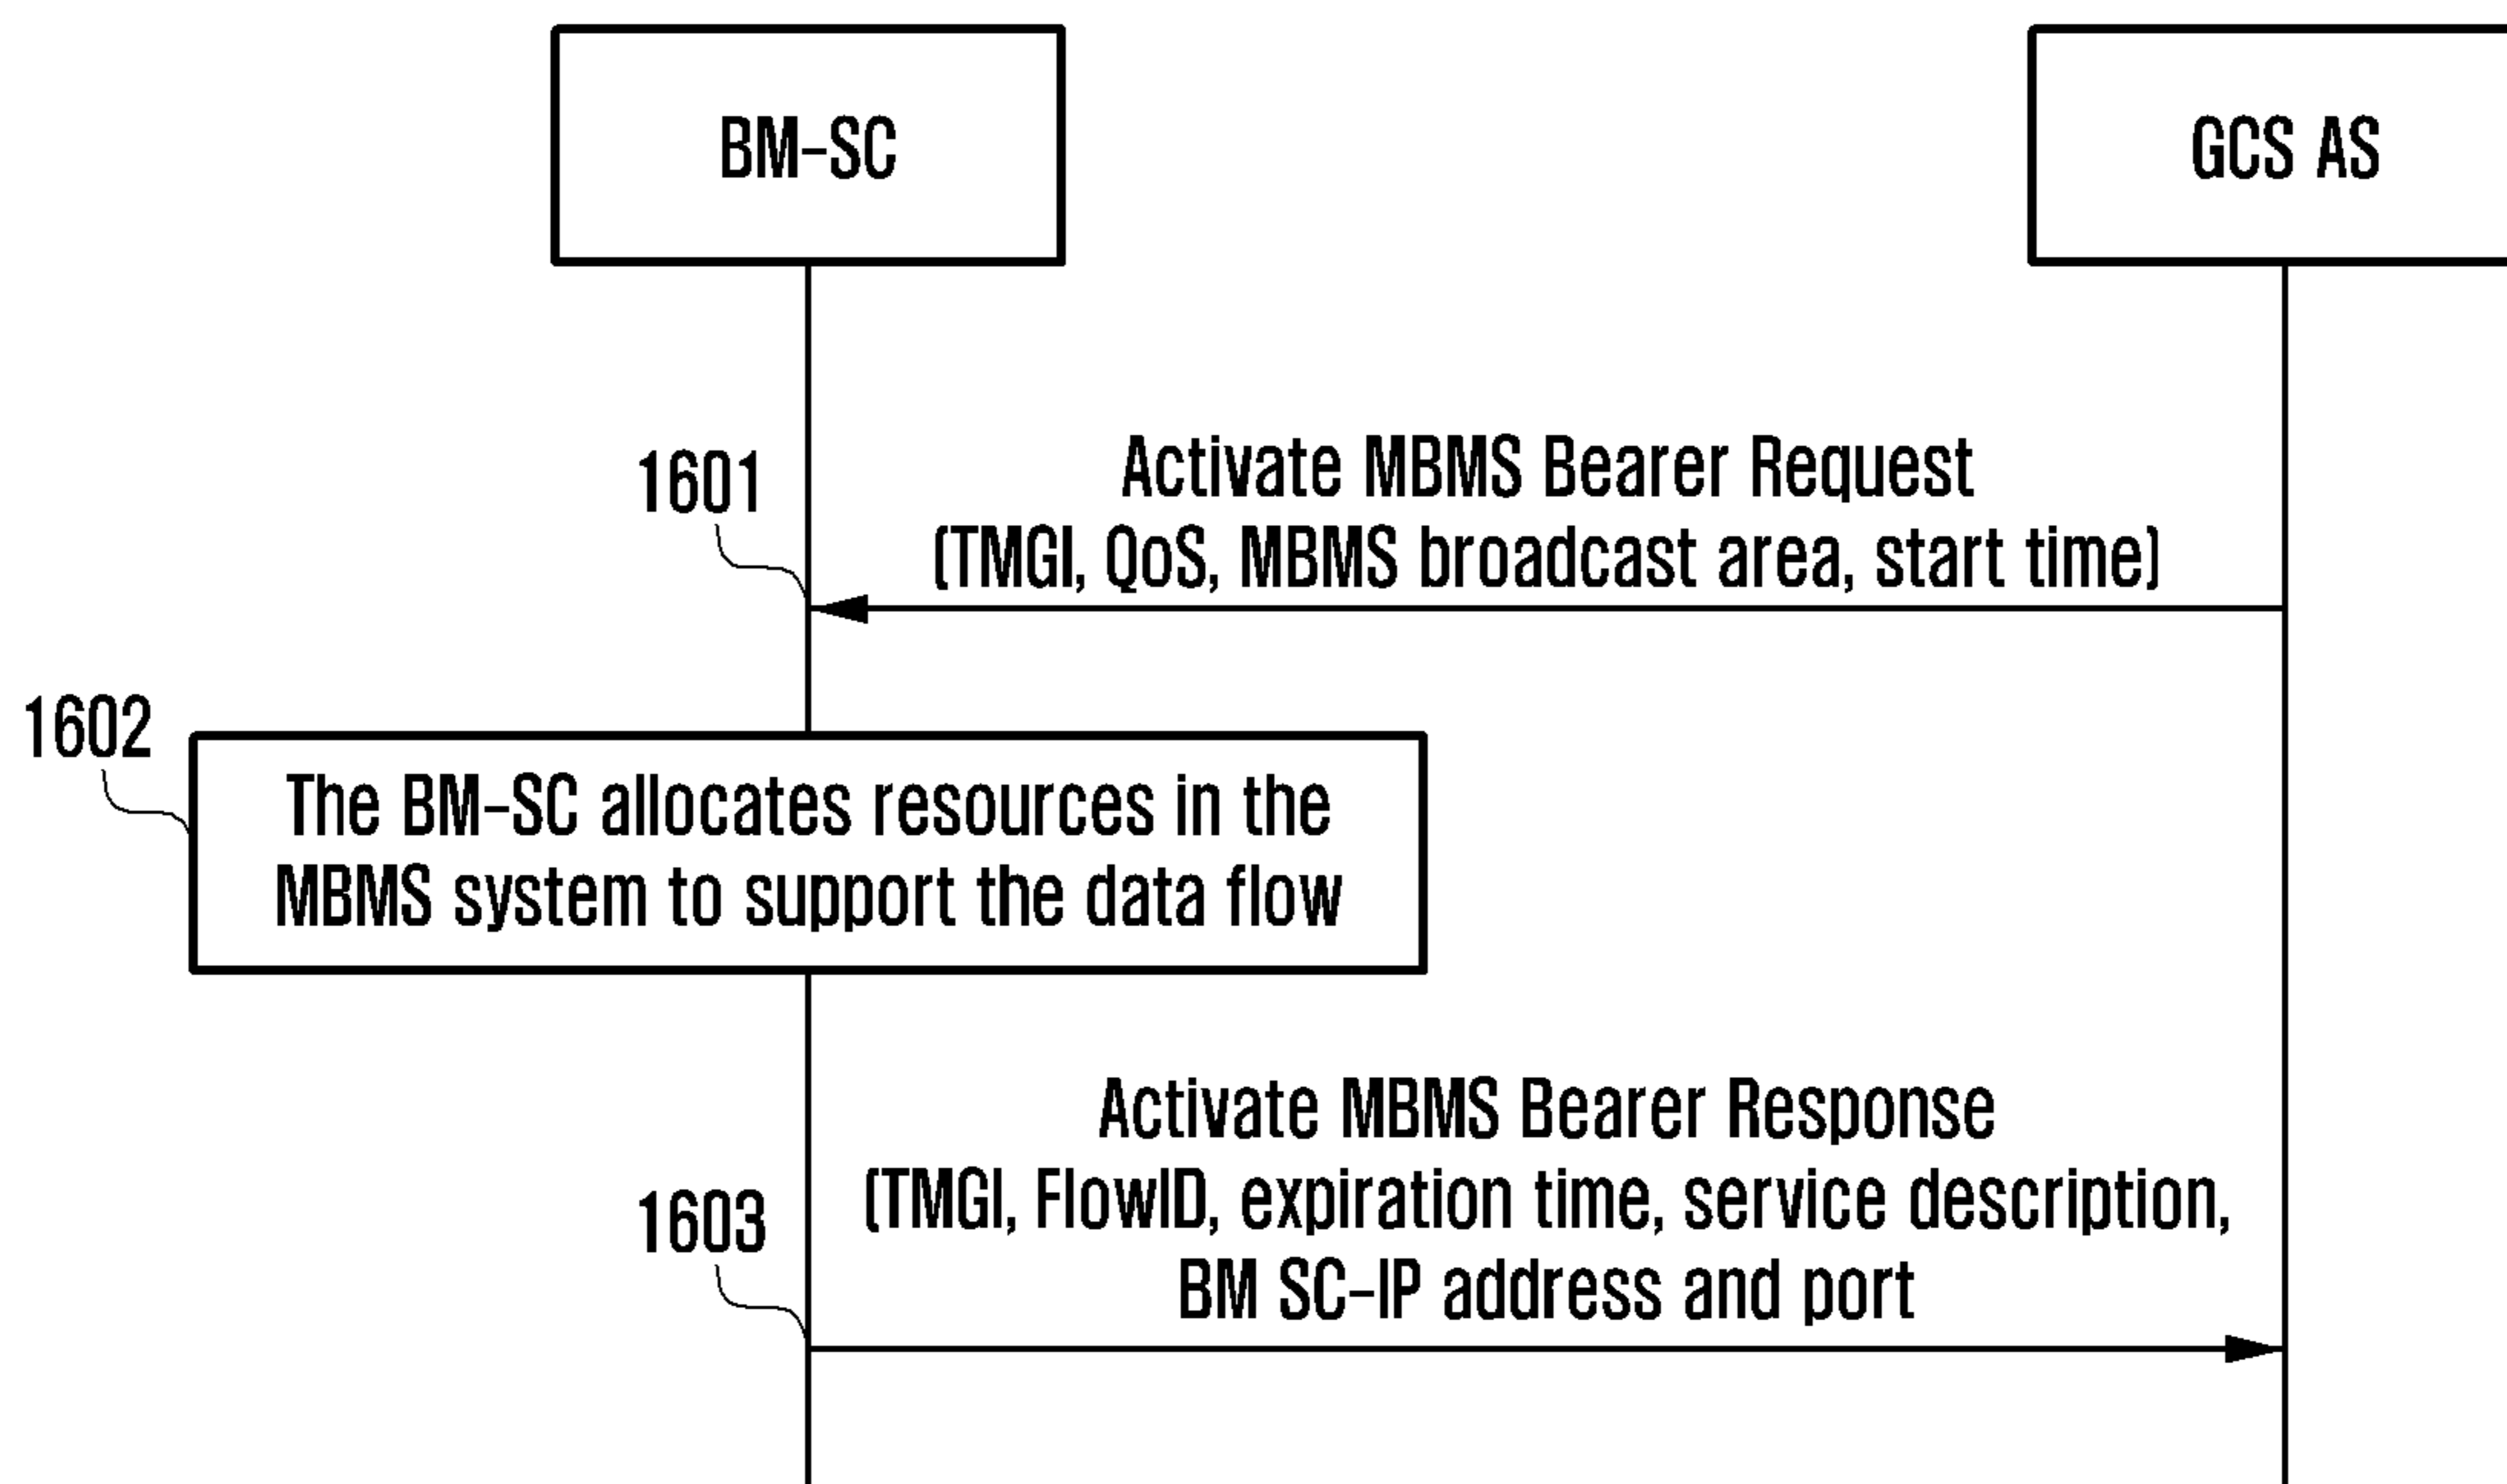 BM-SC
GCS AS
1601
Activate MBMS Bearer Request
(TMGI, QoS, MBMS broadcast area, start time)
1602
The BM-SC allocates resources in the
MBMS system to support the data flow
1603
Activate MBMS Bearer Response
(TMGI, FlowID, expiration time, service description,
BM SC-IP address and port